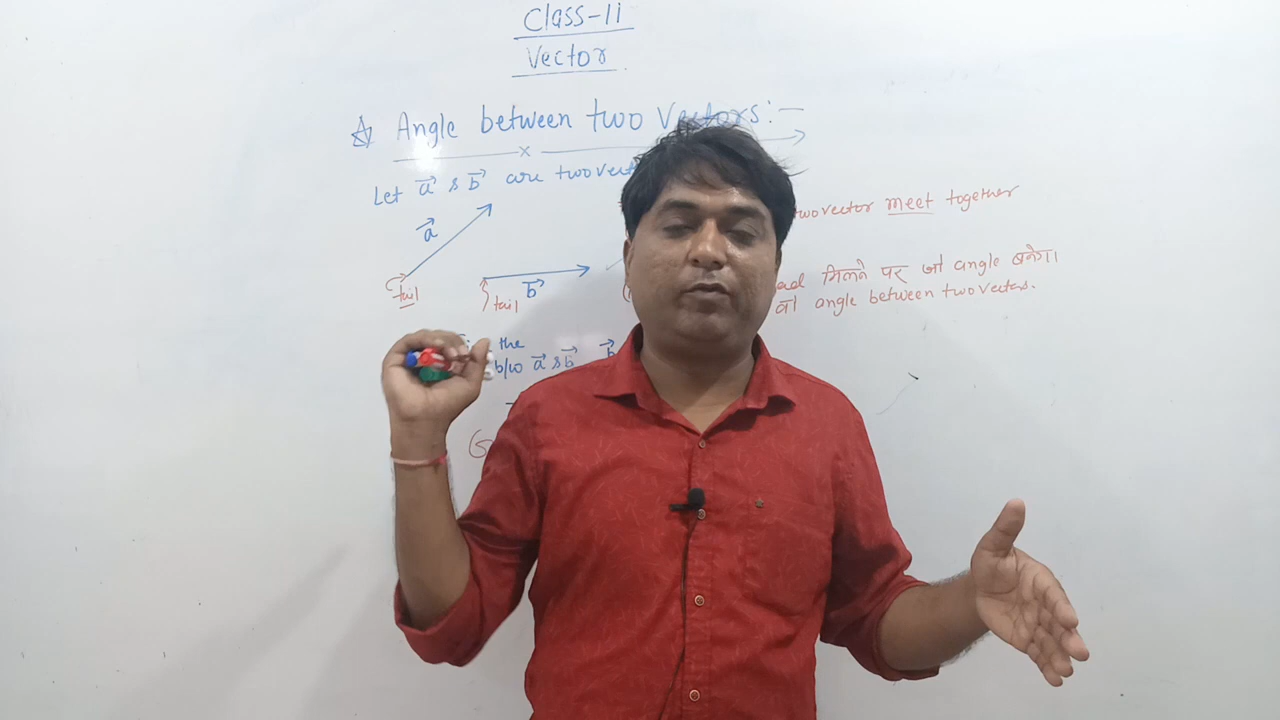 Class-11
Vector
Angle between two Vectors:-
Let a⃗ & b⃗ are two vect
a⃗
two vector meet together
tail
b⃗
tail
मिलने पर जो angle बनेगा।
वो angle between two vectors.
the
b/w a⃗ & b⃗
b⃗